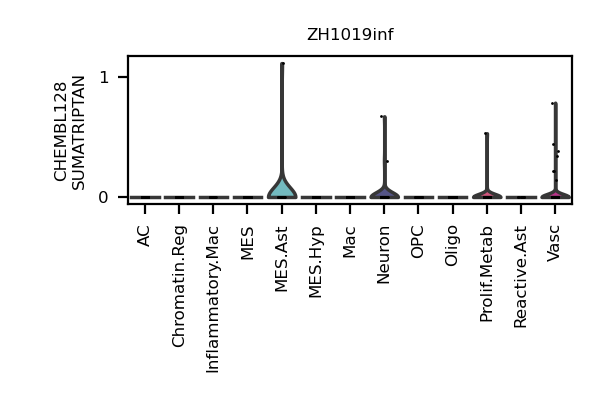 ZH1019inf
CHEMBL128
SUMATRIPTAN
1
0
AC
Chromatin.Reg
Inflammatory.Mac
MES
MES.Ast
MES.Hyp
Mac
Neuron
OPC
Oligo
Prolif.Metab
Reactive.Ast
Vasc